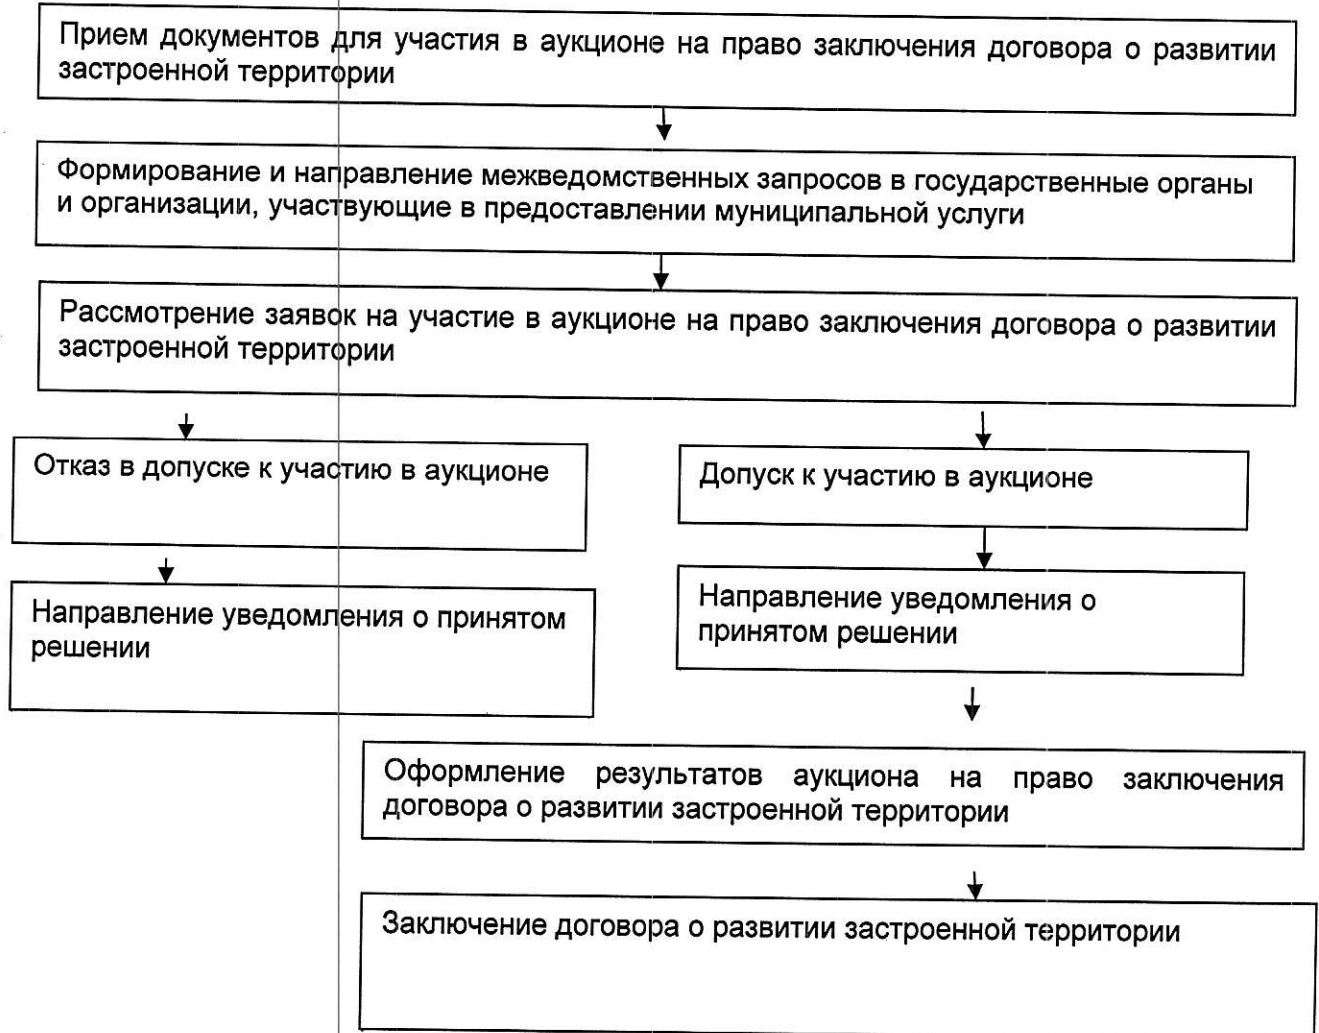 Прием документов для участия в аукционе на право заключения договора о развитии
застроенной территории
Формирование и направление межведомственных запросов в государственные органы
и организации, участвующие в предоставлении муниципальной услуги
Рассмотрение заявок на участие в аукционе на право заключения договора о развитии
застроенной территории
Отказ в допуске к участию в аукционе
Допуск к участию в аукционе
Направление уведомления о принятом
решении
Направление уведомления о
принятом решении
Оформление результатов аукциона на право заключения
договора о развитии застроенной территории
Заключение договора о развитии застроенной территории